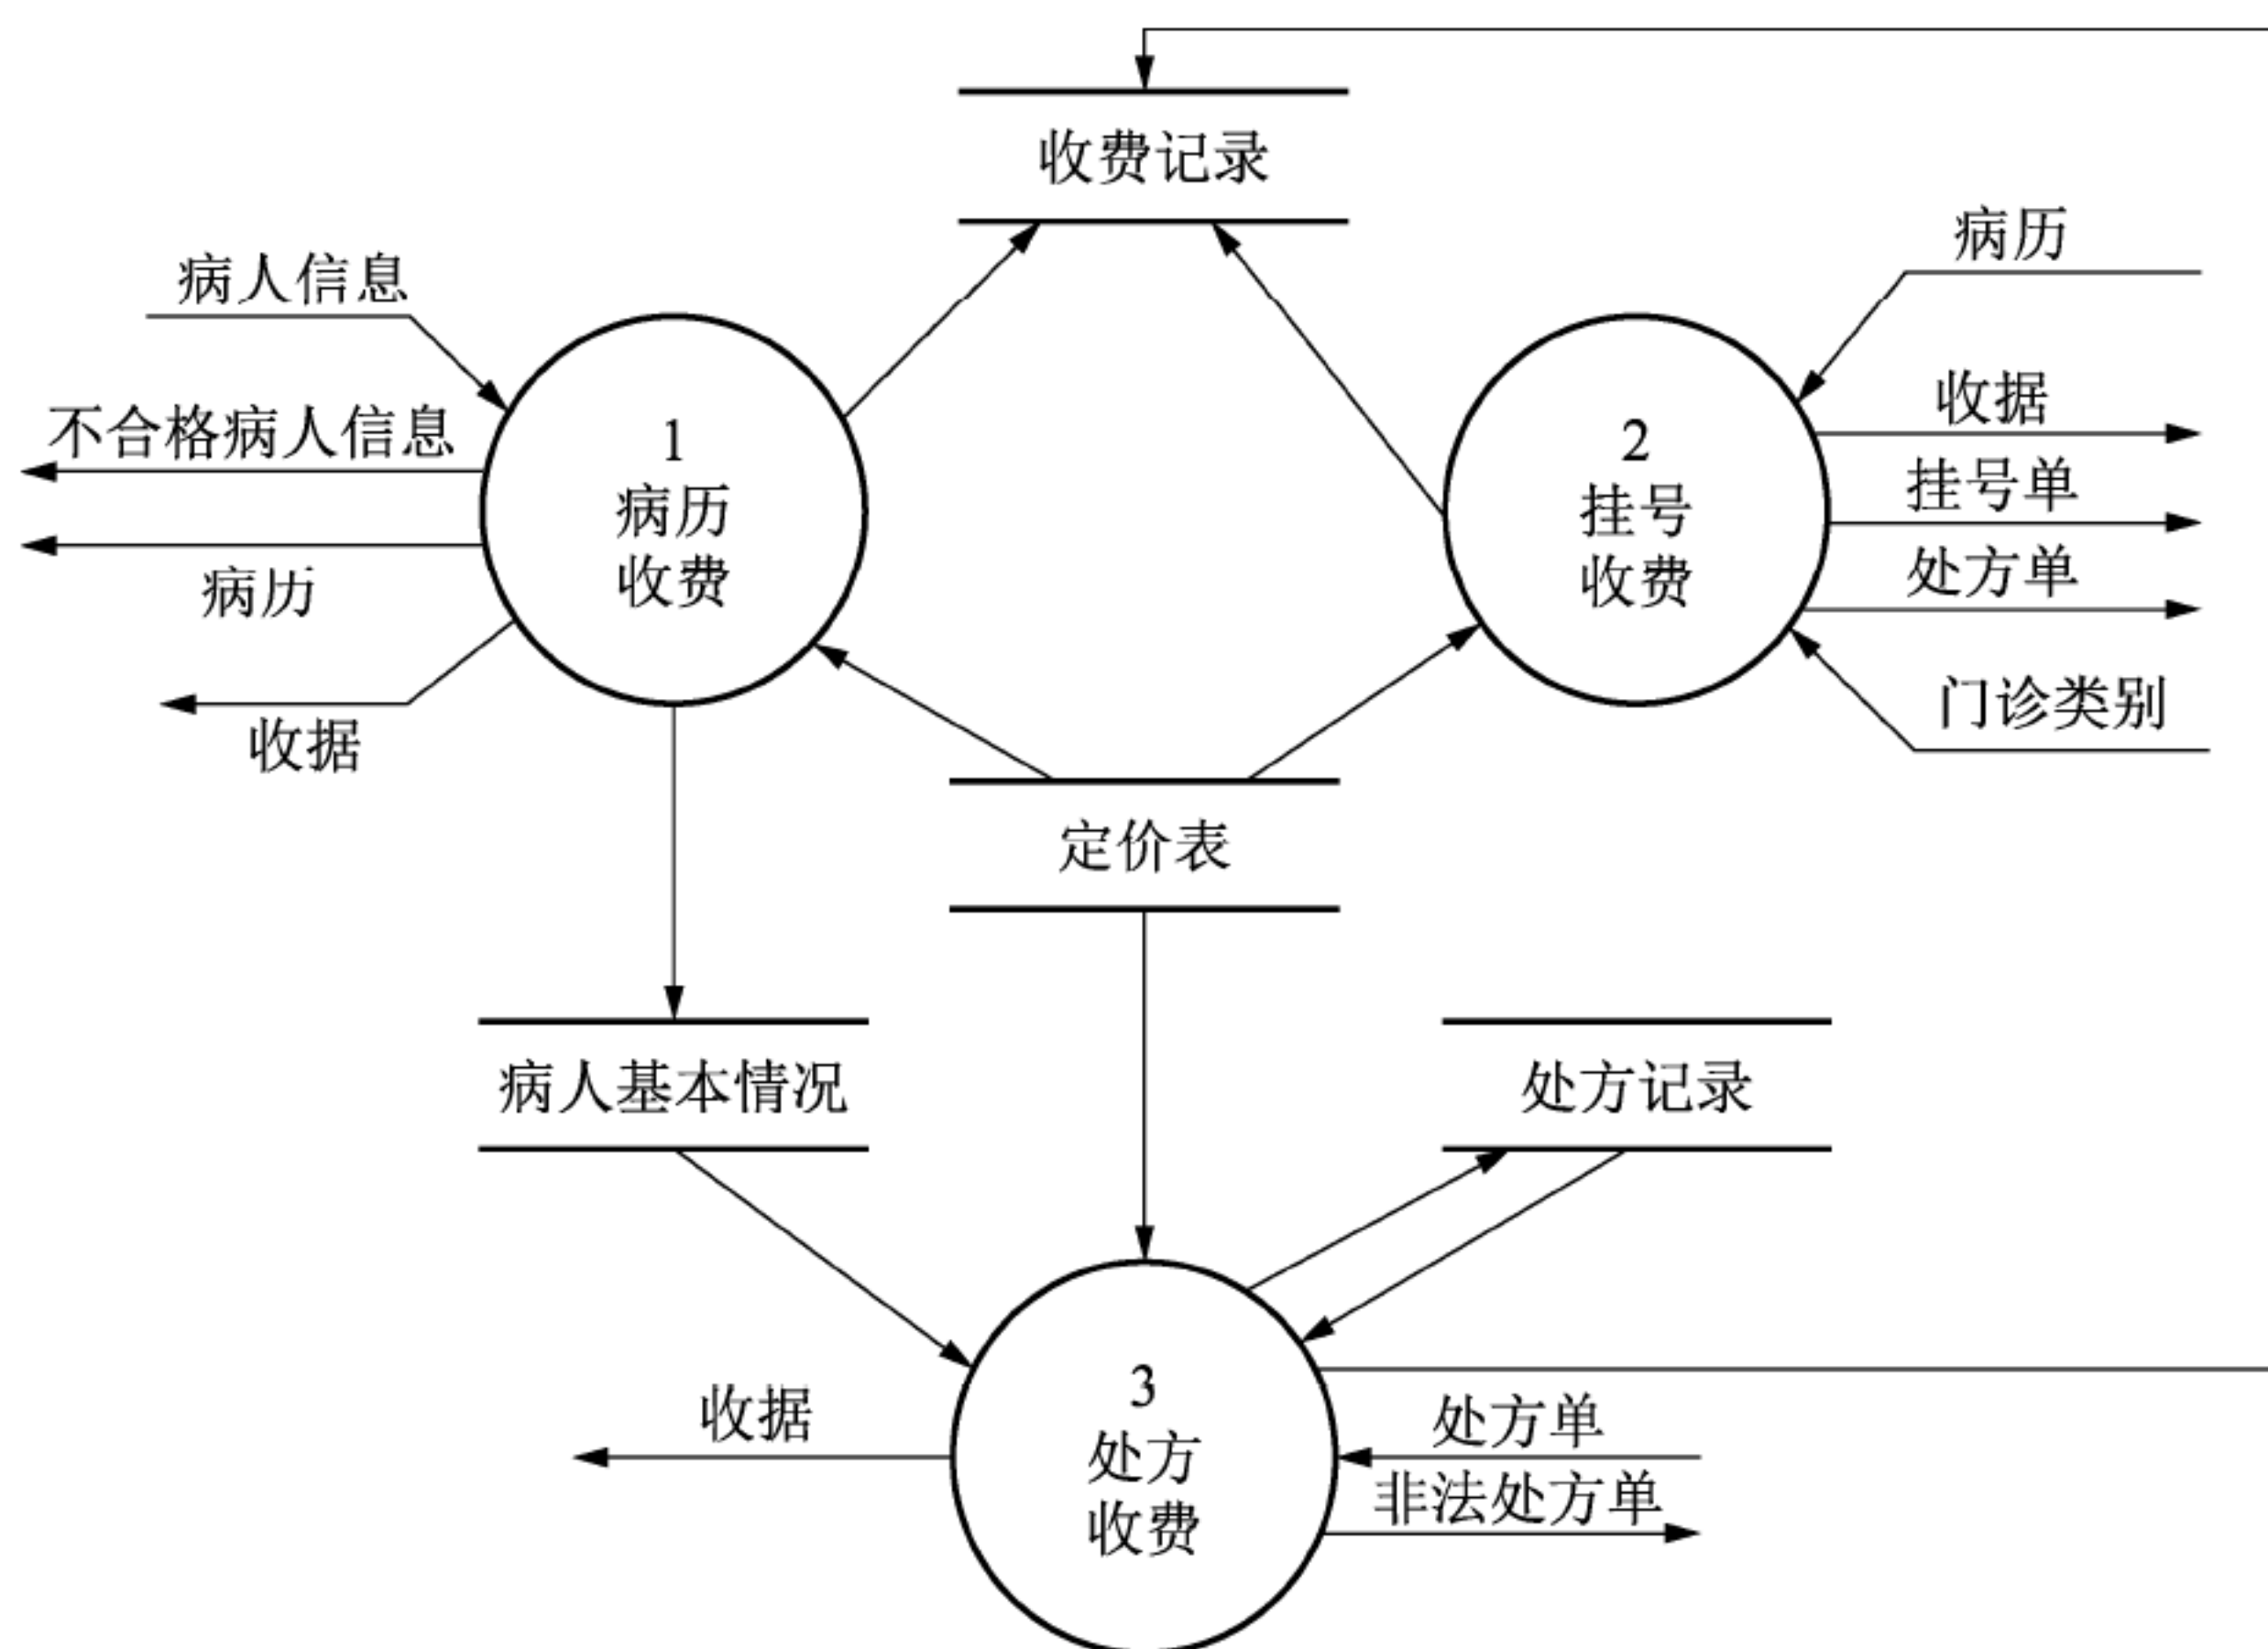 收费记录
病人信息
不合格病人信息
病历
收据
1
病历
收费
2
挂号
收费
病历
收据
挂号单
处方单
门诊类别
定价表
病人基本情况
处方记录
收据
3
处方
收费
处方单
非法处方单